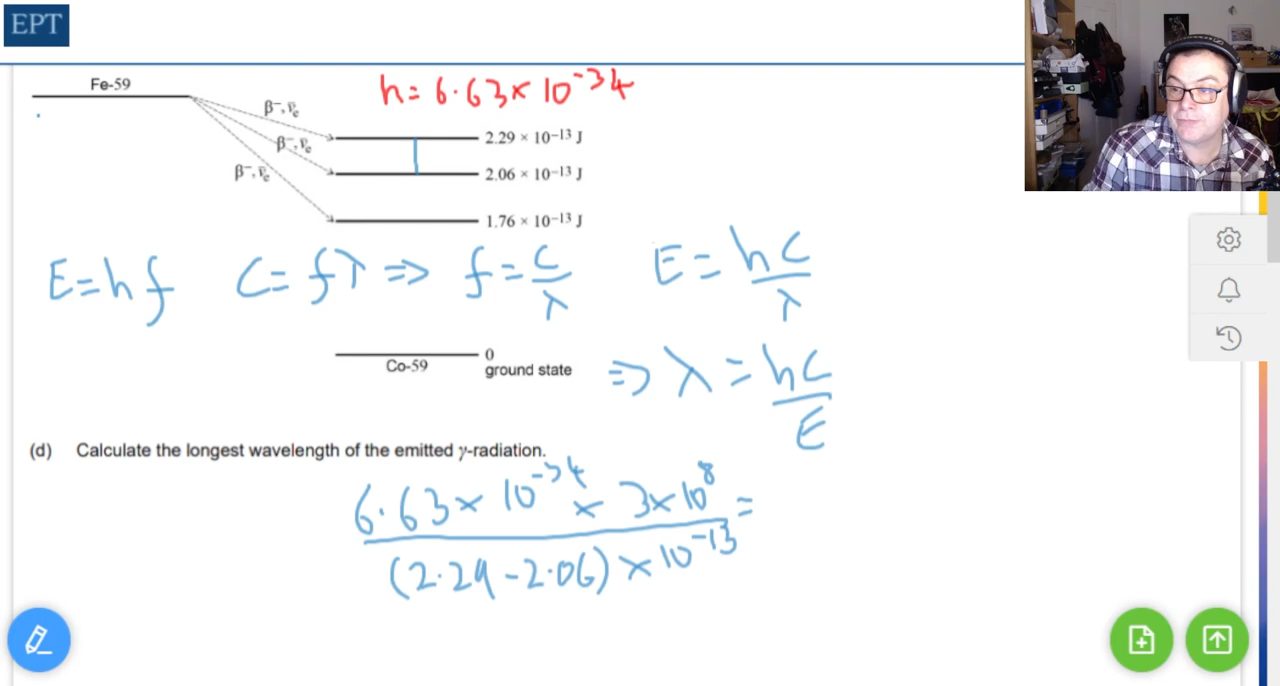 EPT
Fe-59
h = 6.63 × 10⁻³⁴
β⁻, ν̅ₑ
2.29 × 10⁻¹³ J
β⁻, ν̅ₑ
2.06 × 10⁻¹³ J
β⁻, ν̅ₑ
1.76 × 10⁻¹³ J
E = hf C = fλ ⇒ f = C/λ E = hC/λ
0
Co-59 ground state
⇒ λ = hC/E
(d) Calculate the longest wavelength of the emitted γ-radiation.
6.63 × 10⁻³⁴ × 3 × 10⁸ =
(2.29 - 2.06) × 10⁻¹³